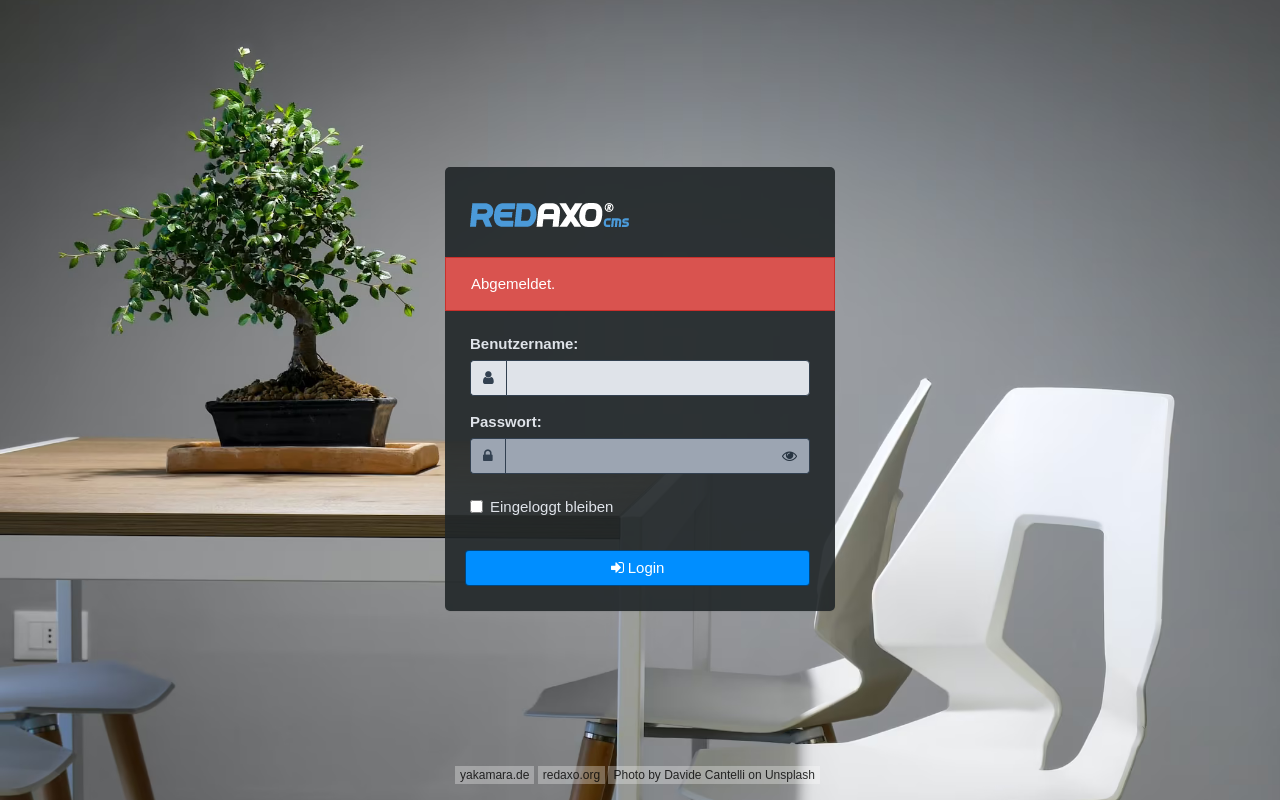 REDAXO® cms
Abgemeldet.
Benutzername:
Passwort:
Eingeloggt bleiben
Login
yakamara.de redaxo.org Photo by Davide Cantelli on Unsplash